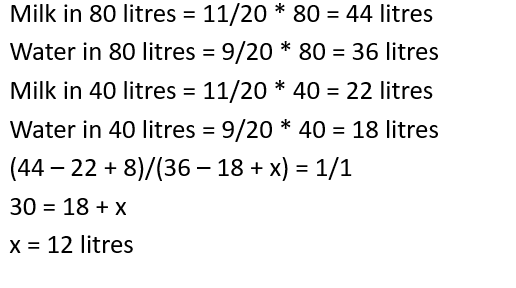 Milk in 80 litres = 11/20 * 80 = 44 litres
Water in 80 litres = 9/20 * 80 = 36 litres
Milk in 40 litres = 11/20 * 40 = 22 litres
Water in 40 litres = 9/20 * 40 = 18 litres
(44 – 22 + 8)/(36 – 18 + x) = 1/1
30 = 18 + x
x = 12 litres